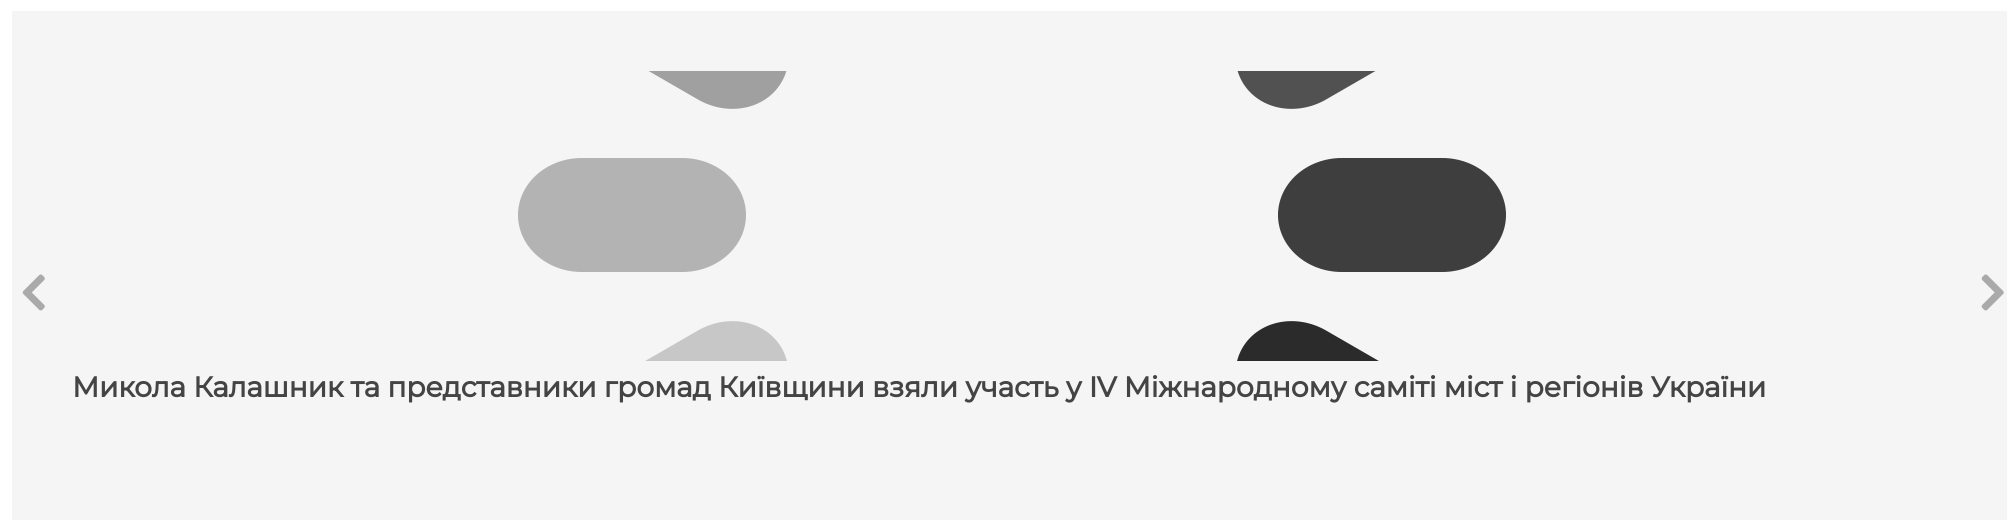 Микола Калашник та представники громад Київщини взяли участь у IV Міжнародному саміті міст і регіонів України